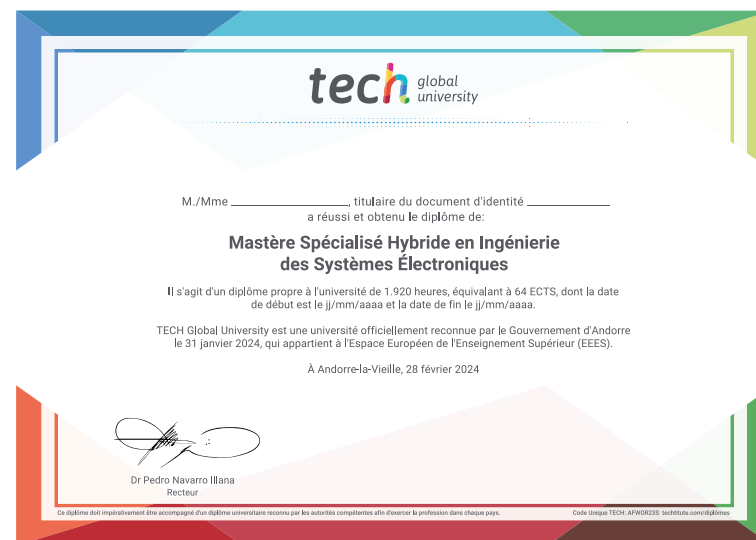 tech global university
M./Mme ____________________, titulaire du document d'identité ______________
a réussi et obtenu le diplôme de:
Mastère Spécialisé Hybride en Ingénierie
des Systèmes Électroniques
Il s'agit d'un diplôme propre à l'université de 1.920 heures, équivalant à 64 ECTS, dont la date
de début est le jj/mm/aaaa et la date de fin le jj/mm/aaaa.
TECH Global University est une université officiellement reconnue par le Gouvernement d'Andorre
le 31 janvier 2024, qui appartient à l'Espace Européen de l'Enseignement Supérieur (EEES).
À Andorre-la-Vieille, 28 février 2024
Dr Pedro Navarro Illana
Recteur
Ce diplôme doit impérativement être accompagné d'un diplôme universitaire reconnu par les autorités compétentes afin d'exercer la profession dans chaque pays.
Code Unique TECH: AFWOR23S techtitute.com/diplômes